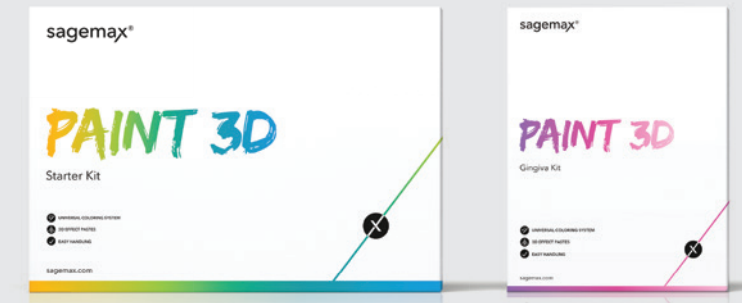 sagemax®
PAINT 3D
Starter Kit
UNIVERSAL COLORING SYSTEM
3D EFFECT PASTES
EASY HANDLING
sagemax.com
X
sagemax®
PAINT 3D
Gingiva Kit
UNIVERSAL COLORING SYSTEM
3D EFFECT PASTES
EASY HANDLING
sagemax.com
X